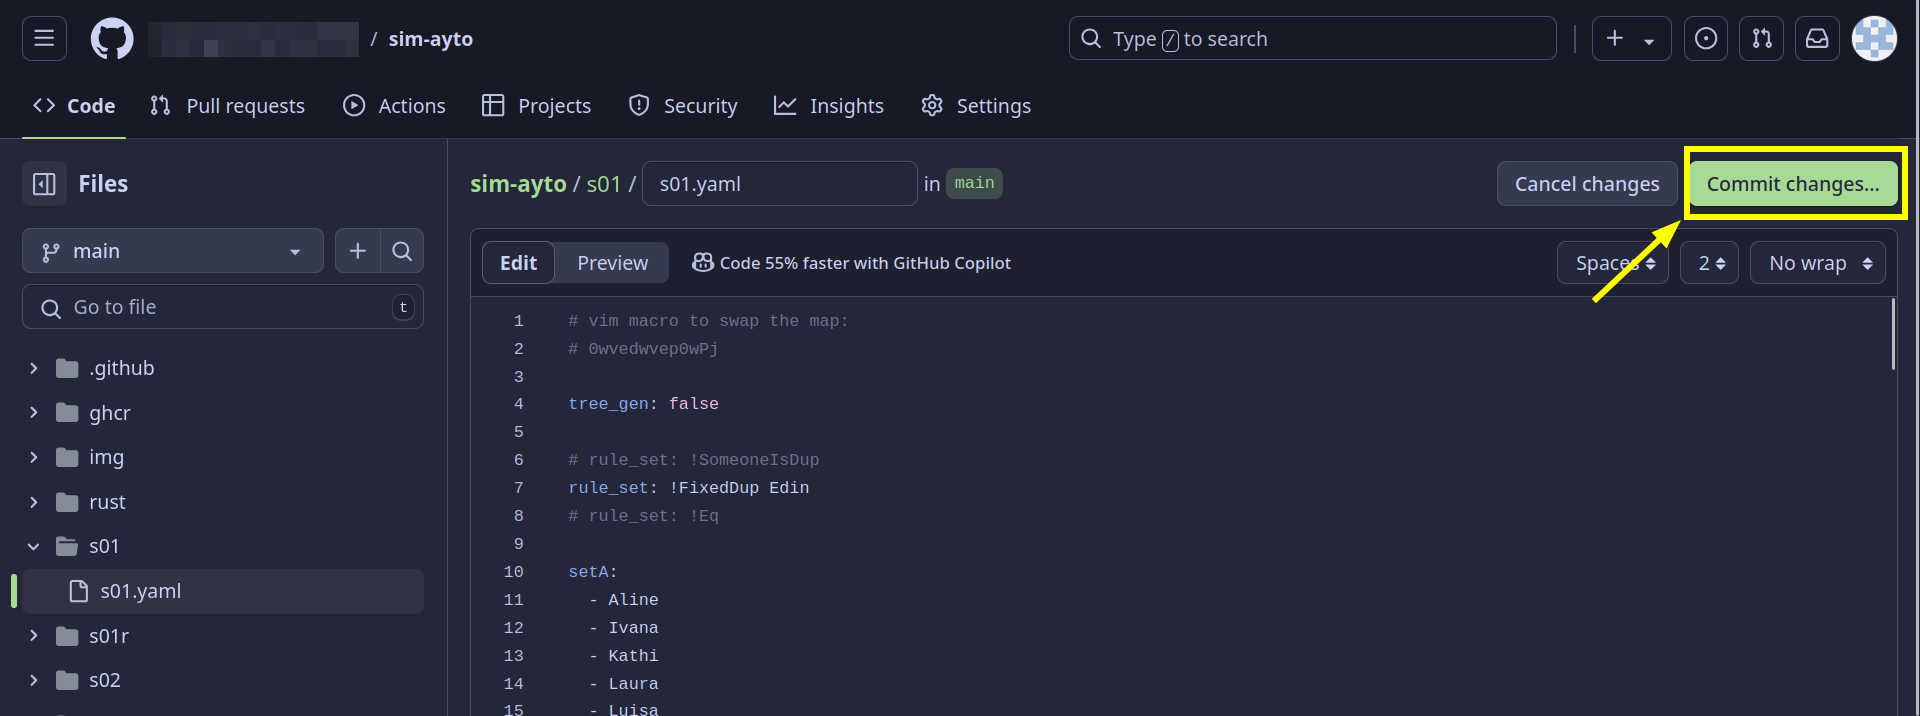 / sim-ayto
Type / to search
Code Pull requests Actions Projects Security Insights Settings
Files
sim-ayto / s01 / s01.yaml in main
Cancel changes Commit changes...
main
Edit Preview Code 55% faster with GitHub Copilot
Spaces 2 No wrap
Go to file t
.github
ghcr
img
rust
s01
s01.yaml
s01r
s02
1 # vim macro to swap the map:
2 # 0wvedwvep0wPj
3
4 tree_gen: false
5
6 # rule_set: !SomeoneIsDup
7 rule_set: !FixedDup Edin
8 # rule_set: !Eq
9
10 setA:
11 - Aline
12 - Ivana
13 - Kathi
14 - Laura
15 - Luisa